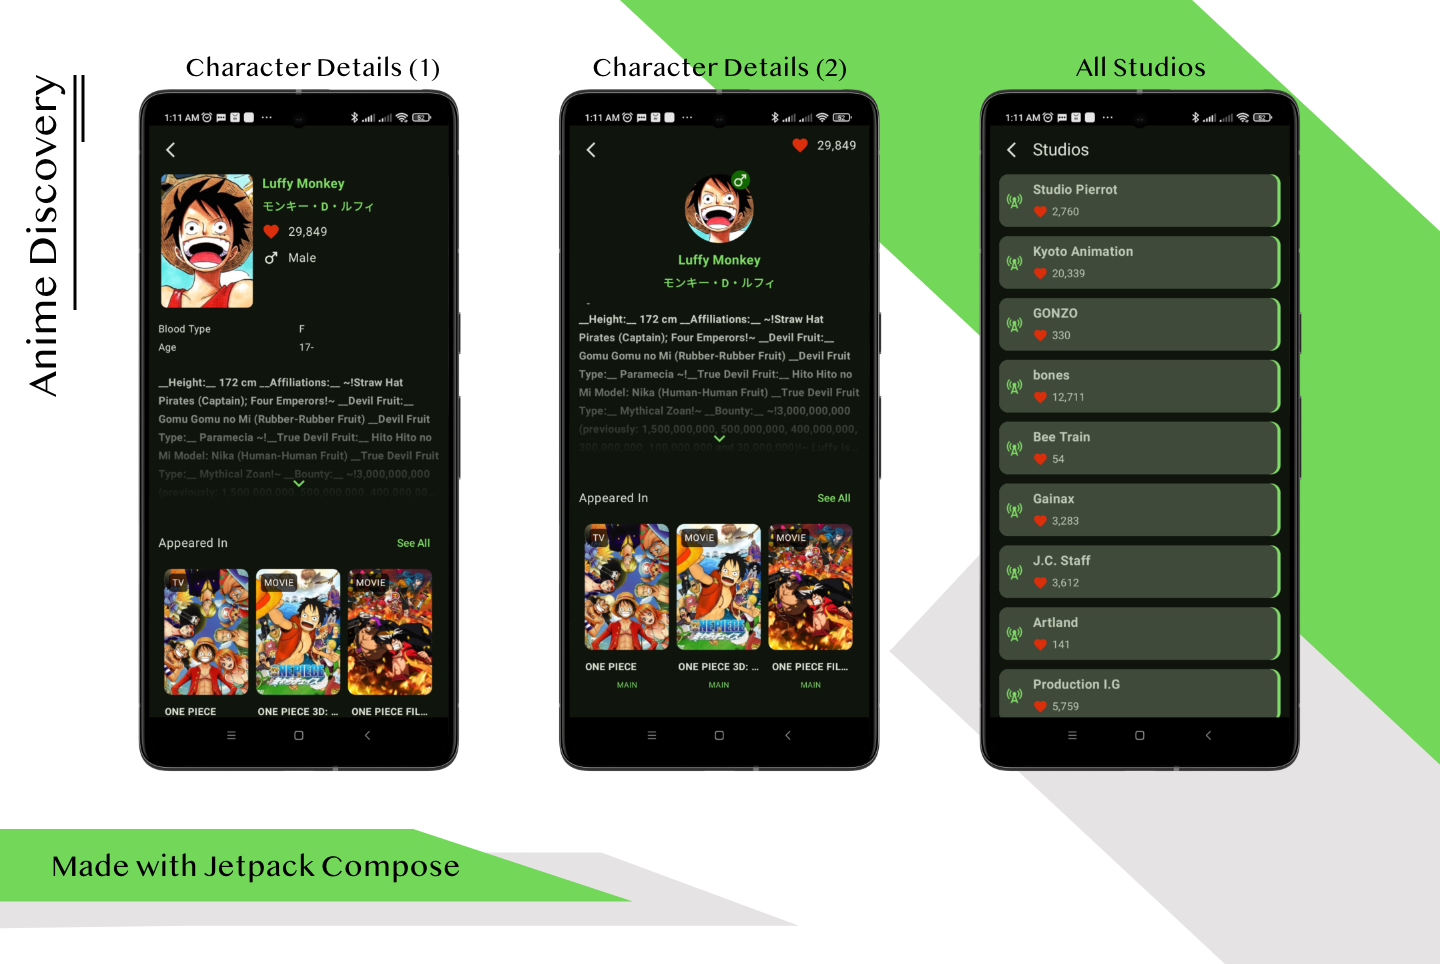 Anime Discovery
Character Details (1)
1:11 AM
52
Luffy Monkey
モンキー・D・ルフィ
29,849
Male
Blood Type F
Age 17-
__Height:__ 172 cm __Affiliations:__ ~!Straw Hat
Pirates (Captain); Four Emperors!~ __Devil Fruit:__
Gomu Gomu no Mi (Rubber-Rubber Fruit) __Devil Fruit
Type:__ Paramecia ~!__True Devil Fruit:__ Hito Hito no
Mi Model: Nika (Human-Human Fruit) __True Devil Fruit
Type:__ Mythical Zoan!~ __Bounty:__ ~!3,000,000,000
(previously: 1,500,000,000, 500,000,000, 400,000,00..
Appeared In See All
TV
MOVIE
MOVIE
ONE PIECE
ONE PIECE 3D: ...
ONE PIECE FIL...
Character Details (2)
1:11 AM
52
29,849
Luffy Monkey
モンキー・D・ルフィ
-
__Height:__ 172 cm __Affiliations:__ ~!Straw Hat
Pirates (Captain); Four Emperors!~ __Devil Fruit:__
Gomu Gomu no Mi (Rubber-Rubber Fruit) __Devil Fruit
Type:__ Paramecia ~!__True Devil Fruit:__ Hito Hito no
Mi Model: Nika (Human-Human Fruit) __True Devil Fruit
Type:__ Mythical Zoan!~ __Bounty:__ ~!3,000,000,000
(previously: 1,500,000,000, 500,000,000, 400,000,000,
300,000,000, 100,000,000 and 30,000,000)!~ Luffy is..
Appeared In See All
TV
MOVIE
MOVIE
ONE PIECE
MAIN
ONE PIECE 3D: ...
MAIN
ONE PIECE FIL...
MAIN
All Studios
1:11 AM
52
Studios
Studio Pierrot
2,760
Kyoto Animation
20,339
GONZO
330
bones
12,711
Bee Train
54
Gainax
3,283
J.C. Staff
3,612
Artland
141
Production I.G
5,759
Made with Jetpack Compose